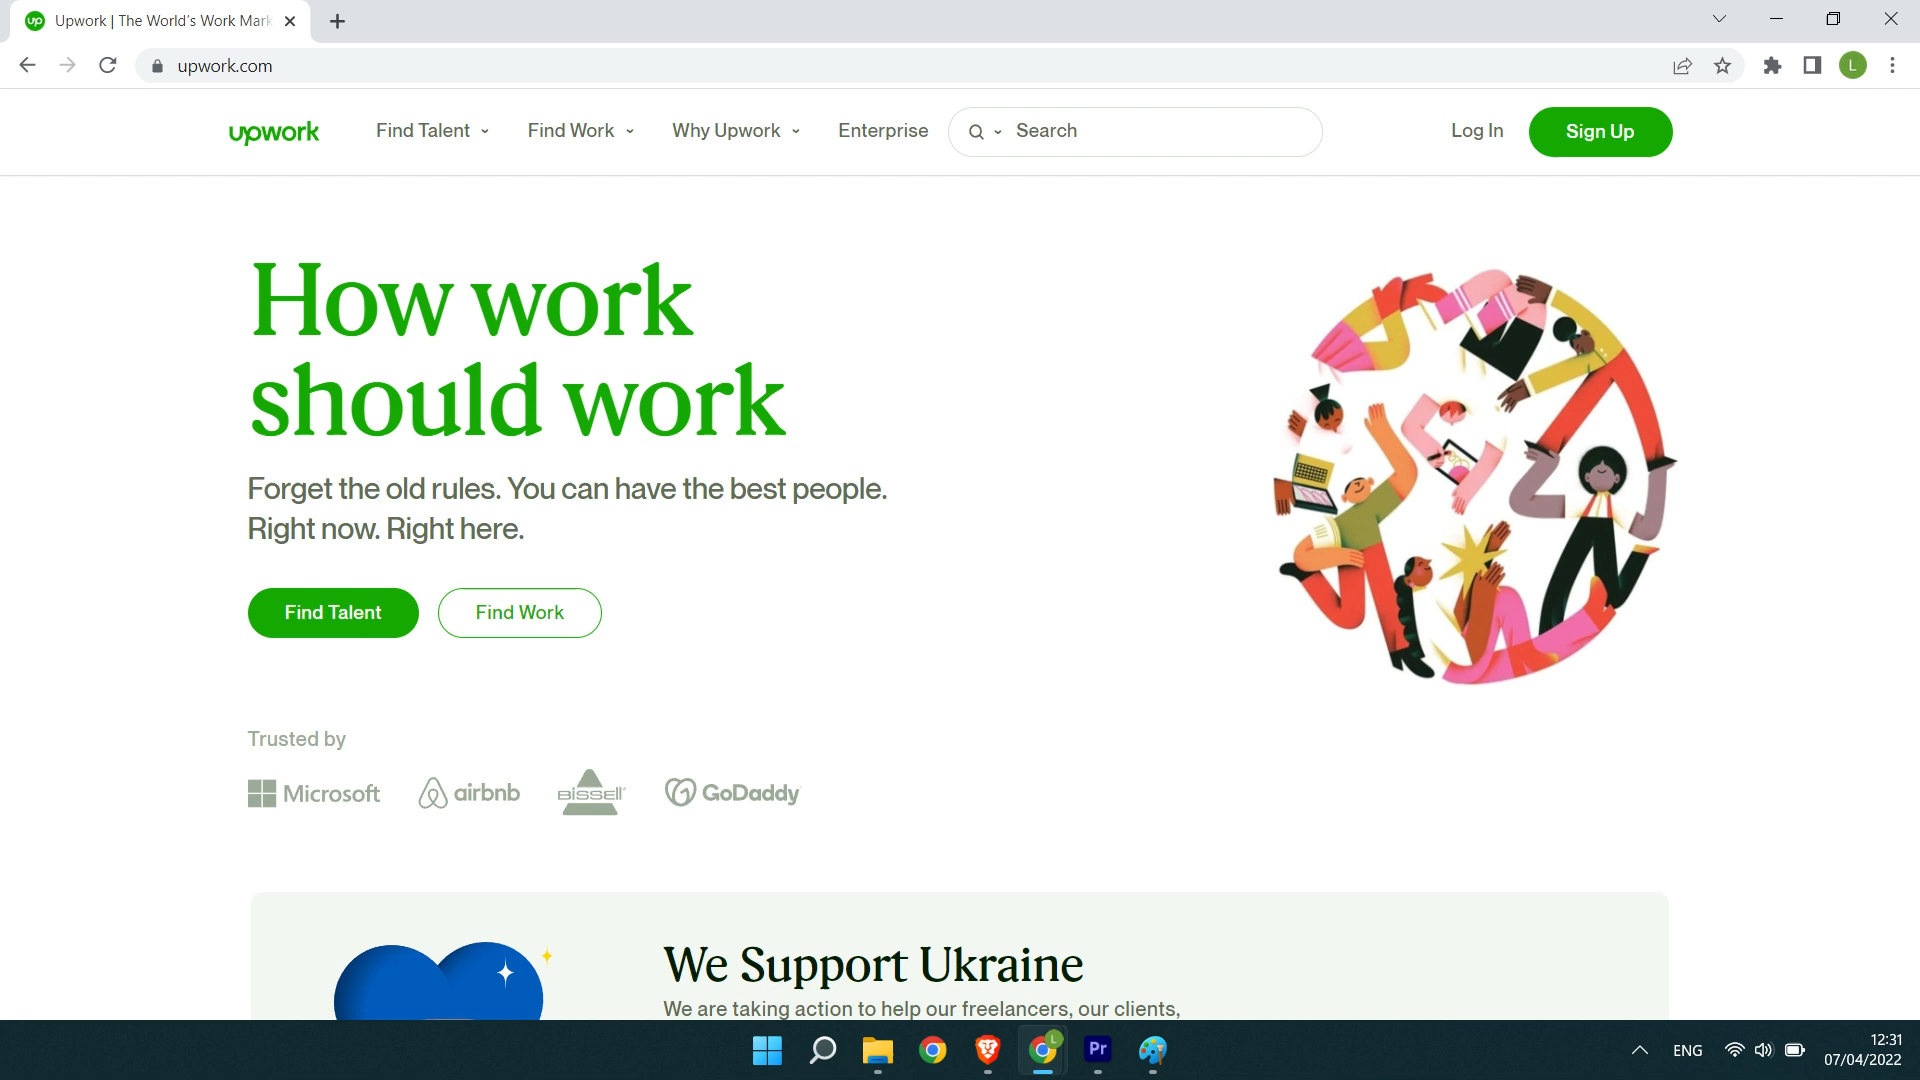 Upwork | The World's Work Mark
upwork.com
L
upwork
Find Talent
Find Work
Why Upwork
Enterprise
Search
Log In
Sign Up
How work
should work
Forget the old rules. You can have the best people.
Right now. Right here.
Find Talent
Find Work
Trusted by
Microsoft
airbnb
BISSELL
GoDaddy
We Support Ukraine
We are taking action to help our freelancers, our clients,
L
Pr
ENG
12:31
07/04/2022